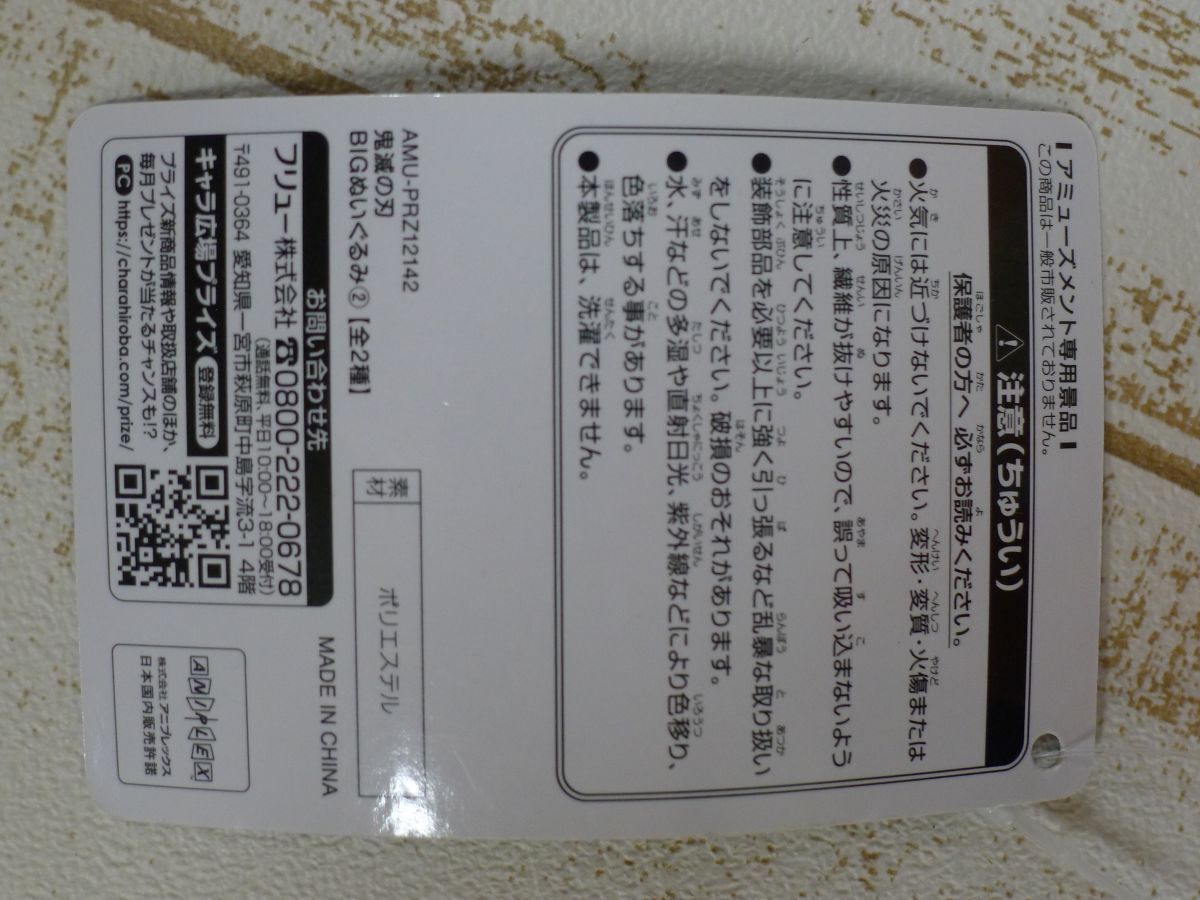 アミューズメント専用景品
この商品は一般市販されておりません。
注意(ちゅうい)
保護者の方へ 必ずお読みください。
●火気には近づけないでください。変形・変質・火傷または
火災の原因になります。
●性質上、繊維が抜けやすいので、誤って吸い込まないよう
に注意してください。
●装飾部品を必要以上に強く引っ張るなど乱暴な取り扱い
をしないでください。破損のおそれがあります。
●水、汗などの多湿や直射日光、紫外線などにより色移り、
色落ちする事があります。
●本製品は、洗濯できません。
AMU-PRZ12142
鬼滅の刃
BIGぬいぐるみ②【全2種】
素材 ポリエステル
MADE IN CHINA
お問い合わせ先
フリュー株式会社 ☎0800-222-0678
(通話無料、平日10:00〜18:00受付)
〒491-0364 愛知県一宮市萩原町中島字流3-1 4階
キャラ広場プライズ 登録無料
プライズ新商品情報や取扱店舗のほか、
毎月プレゼントが当たるチャンスも!?
PC https://charahiroba.com/prize/
ANIPLEX
株式会社 アニプレックス
日本国内販売許諾